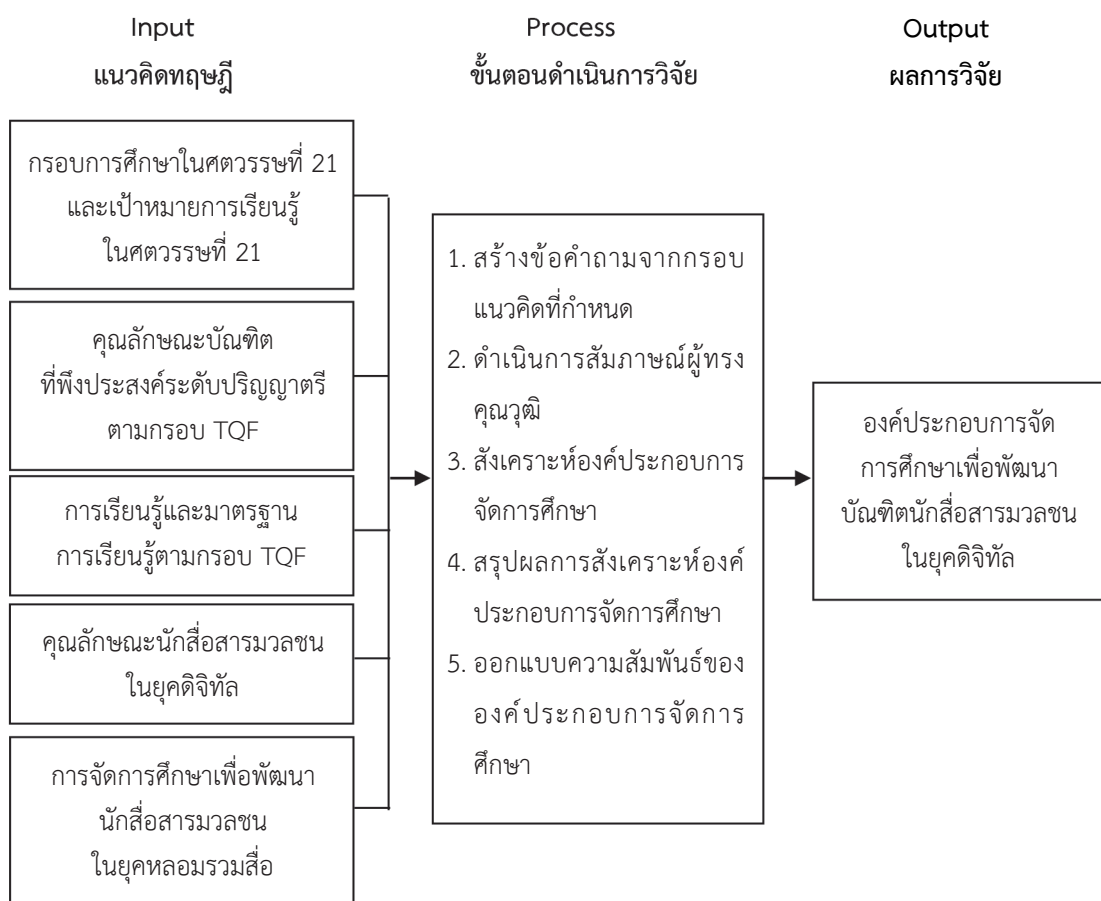 Input
แนวคิดทฤษฎี
กรอบการศึกษาในศตวรรษที่ 21
และเป้าหมายการเรียนรู้
ในศตวรรษที่ 21
คุณลักษณะบัณฑิต
ที่พึงประสงค์ระดับปริญญาตรี
ตามกรอบ TQF
การเรียนรู้และมาตรฐาน
การเรียนรู้ตามกรอบ TQF
คุณลักษณะนักสื่อสารมวลชน
ในยุคดิจิทัล
การจัดการศึกษาเพื่อพัฒนา
นักสื่อสารมวลชน
ในยุคหลอมรวมสื่อ
Process
ขั้นตอนดำเนินการวิจัย
1. สร้างข้อคำถามจากกรอบ
แนวคิดที่กำหนด
2. ดำเนินการสัมภาษณ์ผู้ทรง
คุณวุฒิ
3. สังเคราะห์องค์ประกอบการ
จัดการศึกษา
4. สรุปผลการสังเคราะห์องค์
ประกอบการจัดการศึกษา
5. ออกแบบความสัมพันธ์ของ
องค์ประกอบการจัดการ
ศึกษา
Output
ผลการวิจัย
องค์ประกอบการจัด
การศึกษาเพื่อพัฒนา
บัณฑิตนักสื่อสารมวลชน
ในยุคดิจิทัล